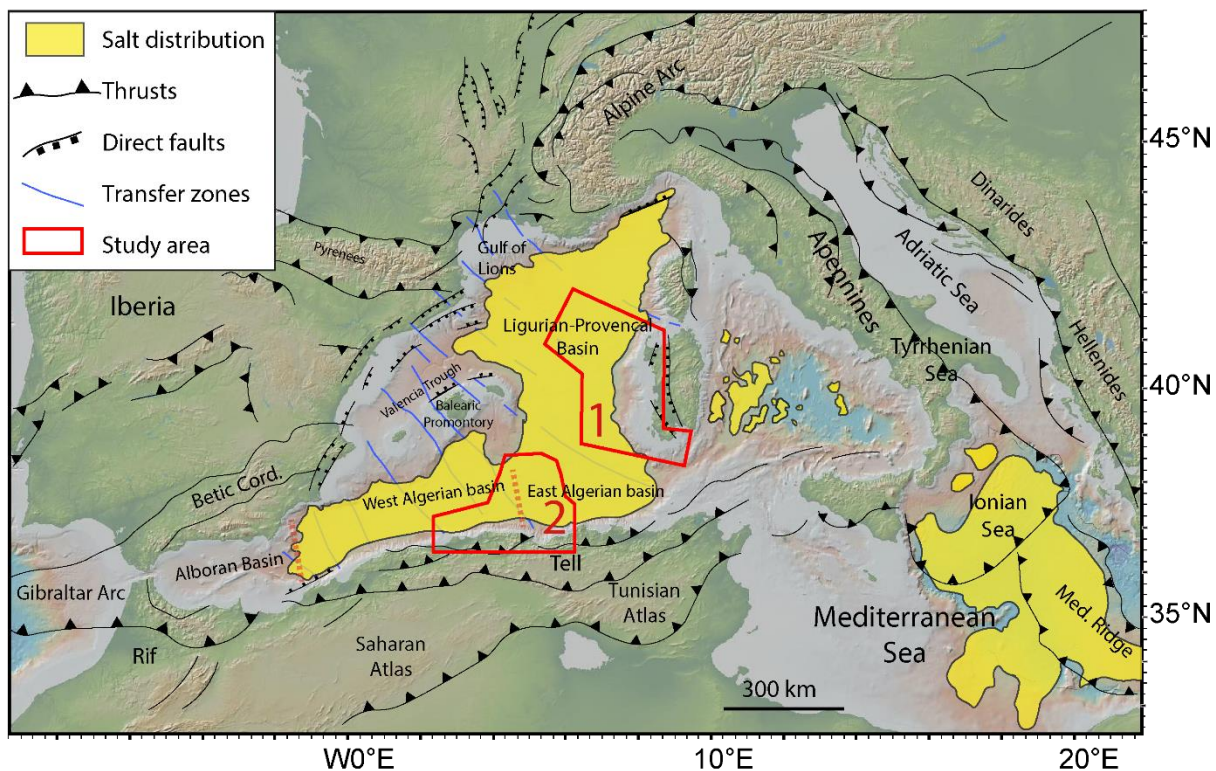 Salt distribution
Thrusts
Direct faults
Transfer zones
Study area
Alpine Arc
45°N
Dinarides
Adriatic Sea
Apennines
Gulf of
Lions
Pyrenees
Iberia
Ligurian-Provencal
Basin
Hellenides
Tyrrhenian
Sea
Valencia Trough
40°N
Balearic
Promontory
1
Betic Cord.
West Algerian basin
East Algerian basin
2
Ionian
Sea
Alboran Basin
Tell
Gibraltar Arc
Tunisian
Atlas
Med. Ridge
35°N
Mediterranean
Sea
Rif
Saharan
Atlas
300 km
W0°E
10°E
20°E